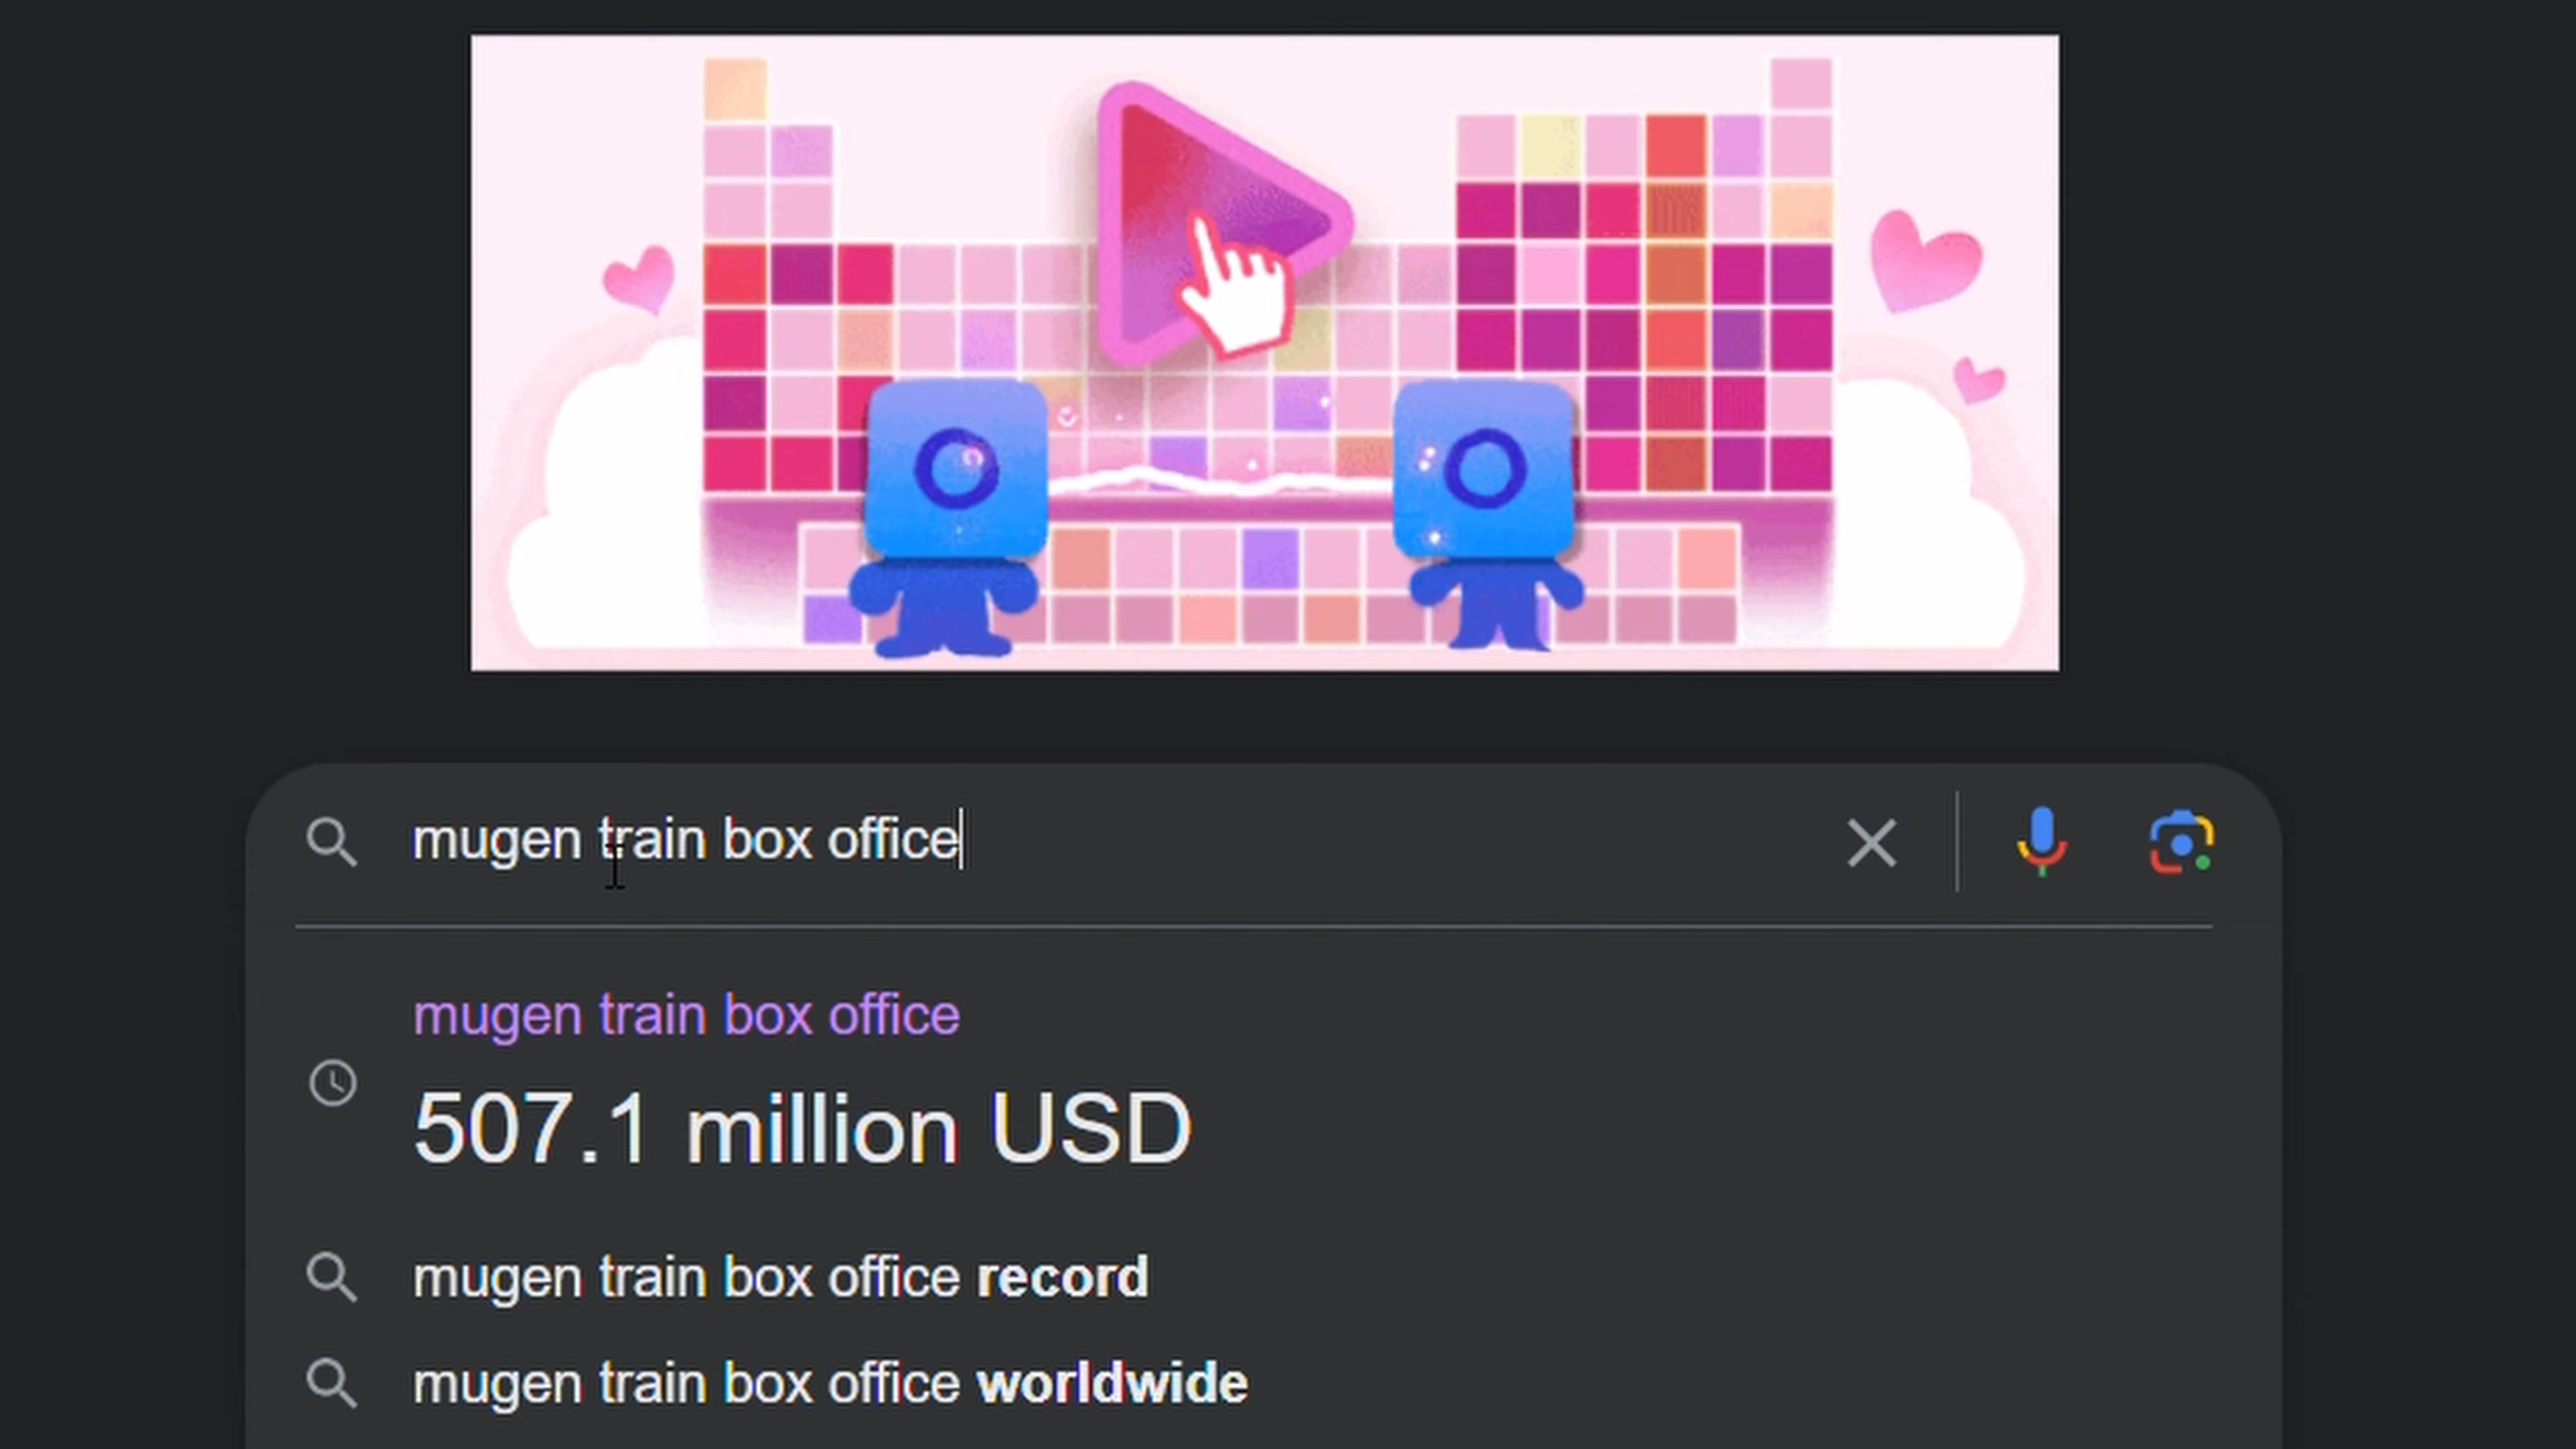 mugen train box office
mugen train box office
507.1 million USD
mugen train box office record
mugen train box office worldwide